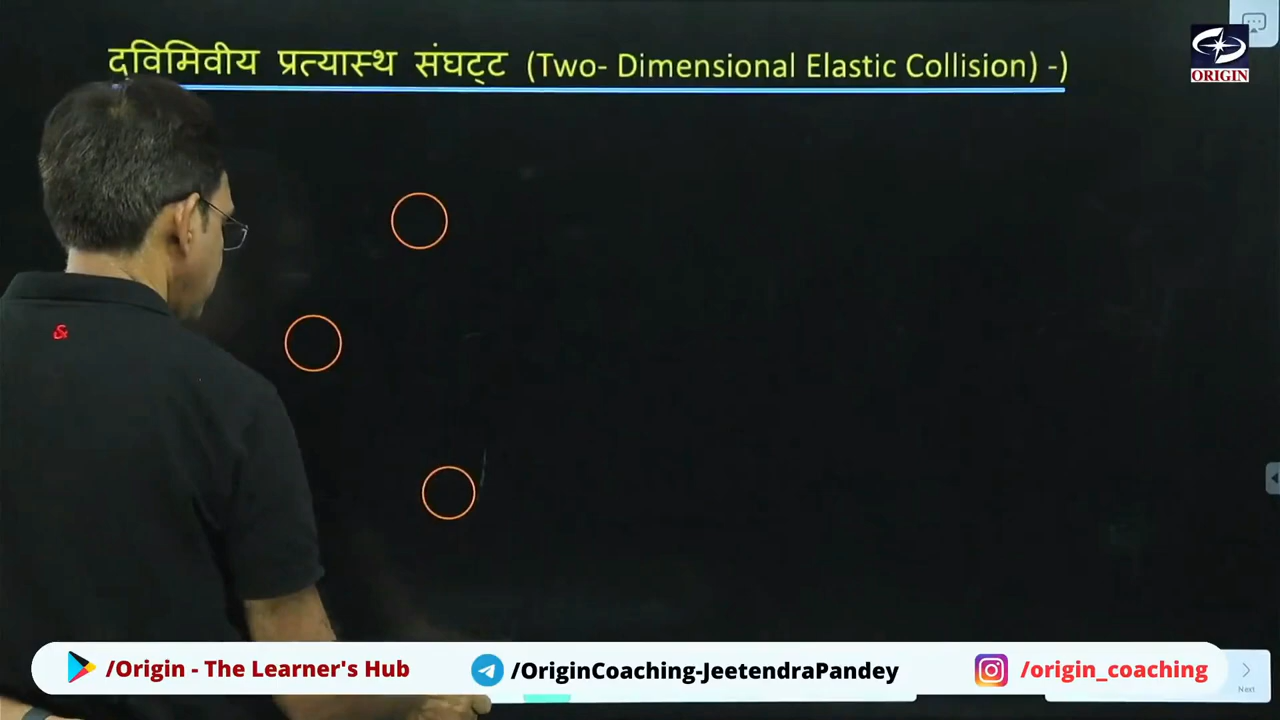 दविमिवीय प्रत्यास्थ संघट्ट (Two- Dimensional Elastic Collision) -)
ORIGIN
&
/Origin - The Learner's Hub
/OriginCoaching-JeetendraPandey
/origin_coaching
Next